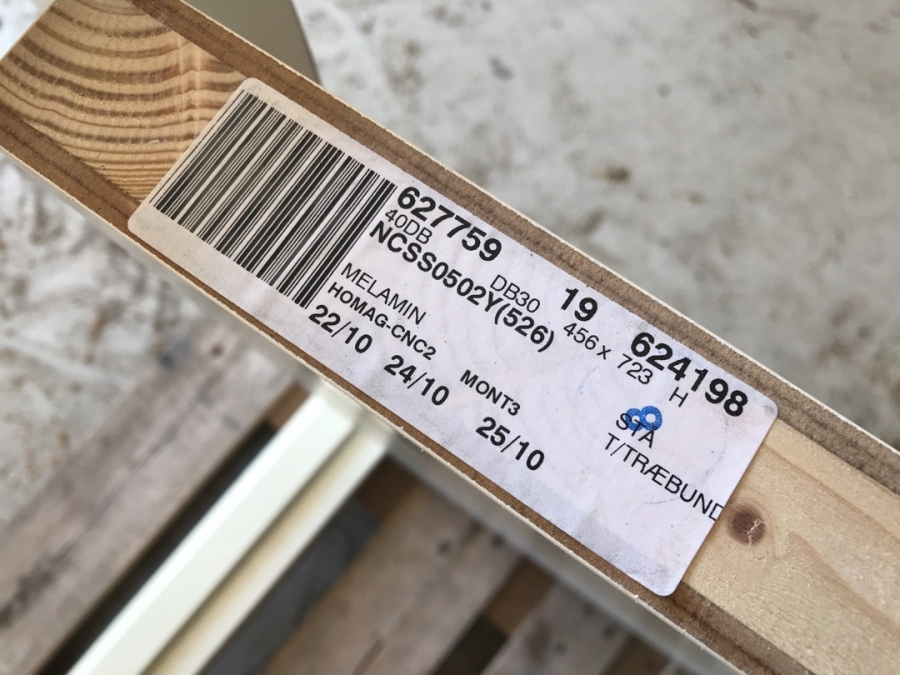 627759 19 624198
40DB DB30 456 x 723 H
NCSS0502Y(526)
MELAMIN STÅ
HOMAG-CNC2 MONT3 T/TRÆBUND
22/10 24/10 25/10